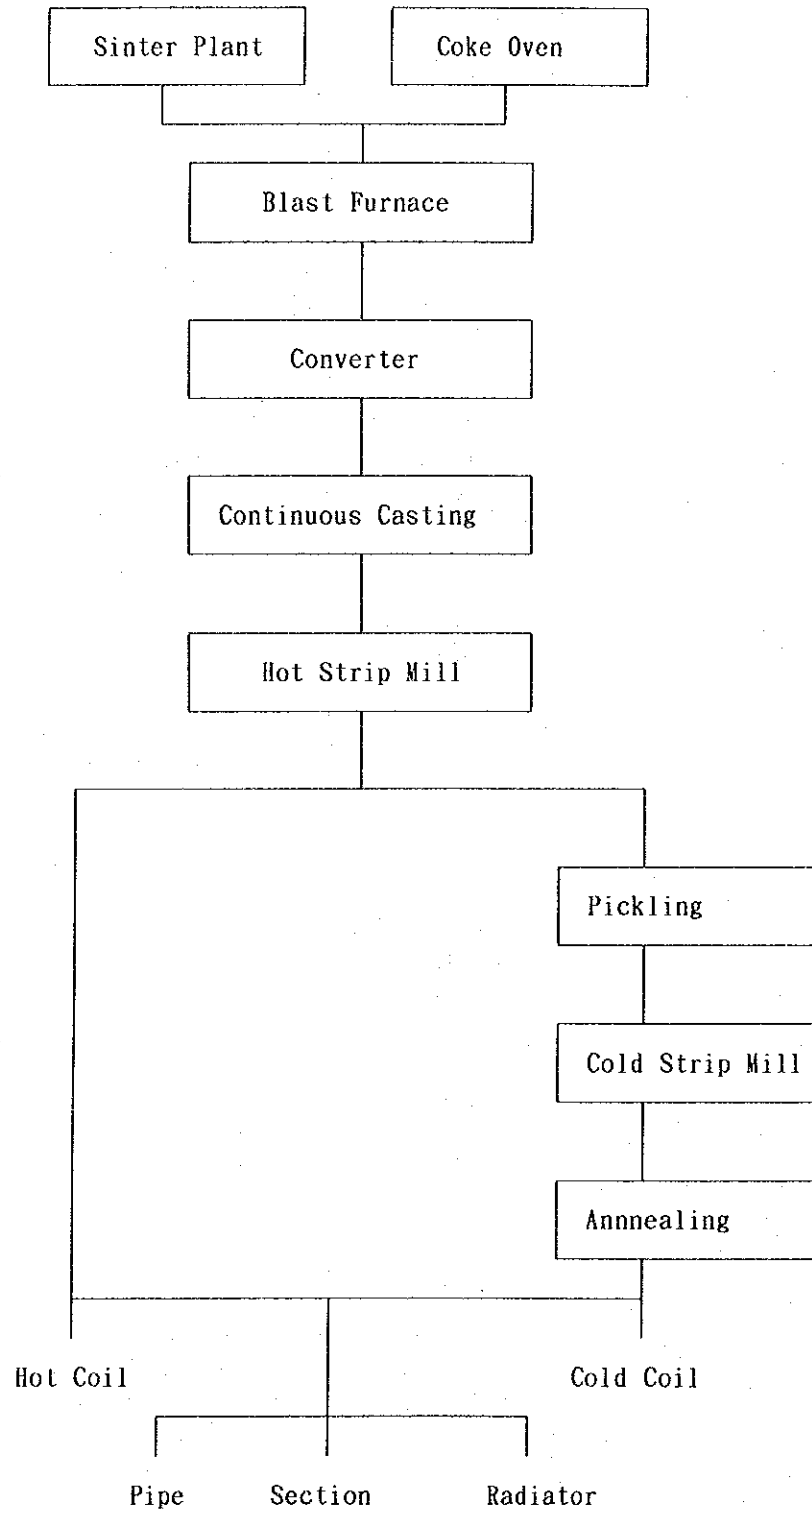 Sinter Plant
Coke Oven
Blast Furnace
Converter
Continuous Casting
Hot Strip Mill
Pickling
Cold Strip Mill
Annnealing
Hot Coil
Cold Coil
Pipe
Section
Radiator